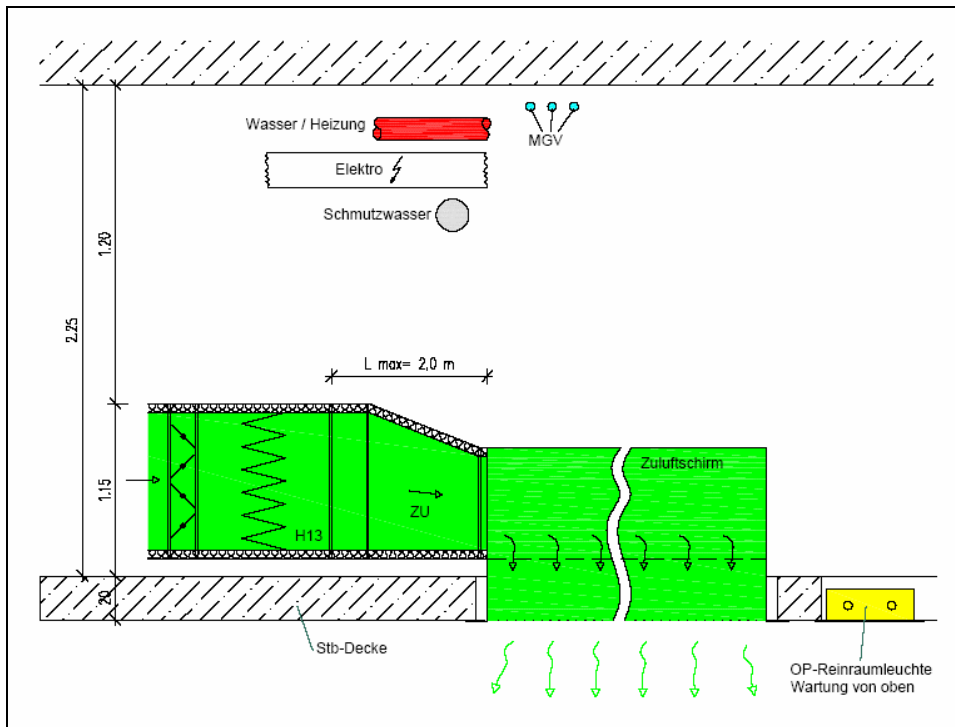 Wasser / Heizung
MGV
Elektro
Schmutzwasser
1.20
2.25
L max= 2,0 m
Zuluftschirm
1.15
ZU
H13
20
Stb-Decke
OP-Reinraumleuchte
Wartung von oben